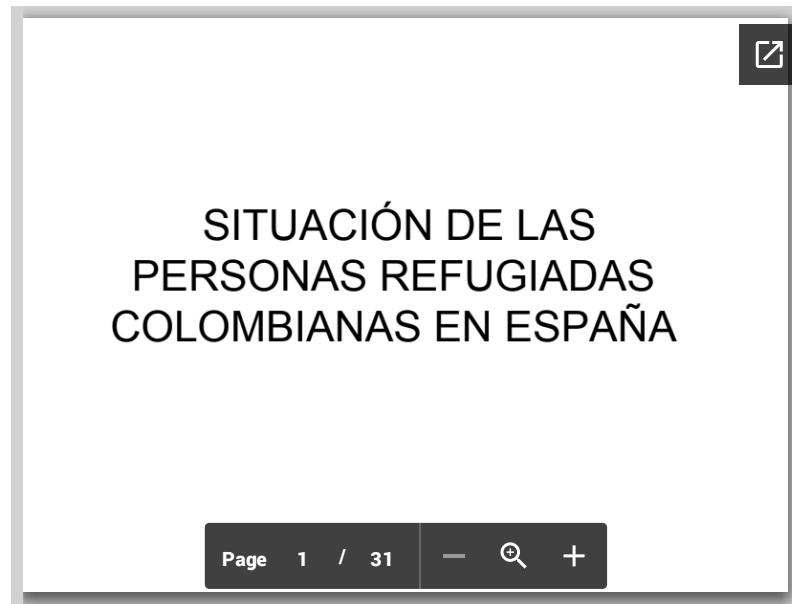 SITUACIÓN DE LAS
PERSONAS REFUGIADAS
COLOMBIANAS EN ESPAÑA
Page 1 / 31